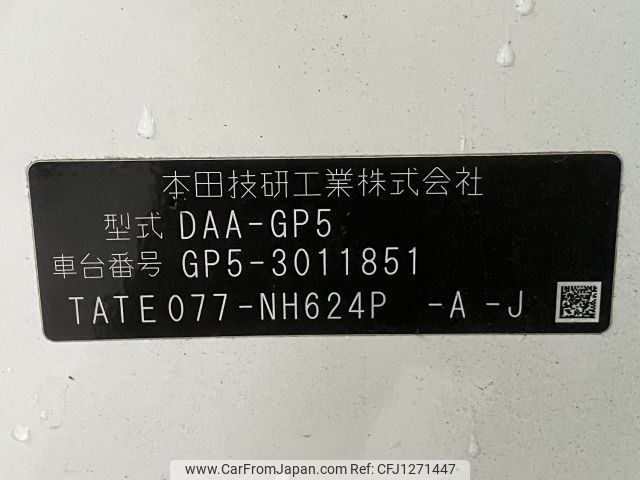 本田技研工業株式会社
型式 DAA-GP5
車台番号 GP5-3011851
TATE077-NH624P -A -J
www.CarFromJapan.com CFJ1271447